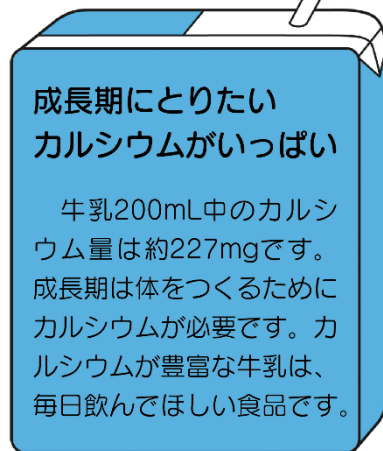 成長期にとりたい
カルシウムがいっぱい
　牛乳200mL中のカルシ
ウム量は約227mgです。
成長期は体をつくるために
カルシウムが必要です。カ
ルシウムが豊富な牛乳は、
毎日飲んでほしい食品です。